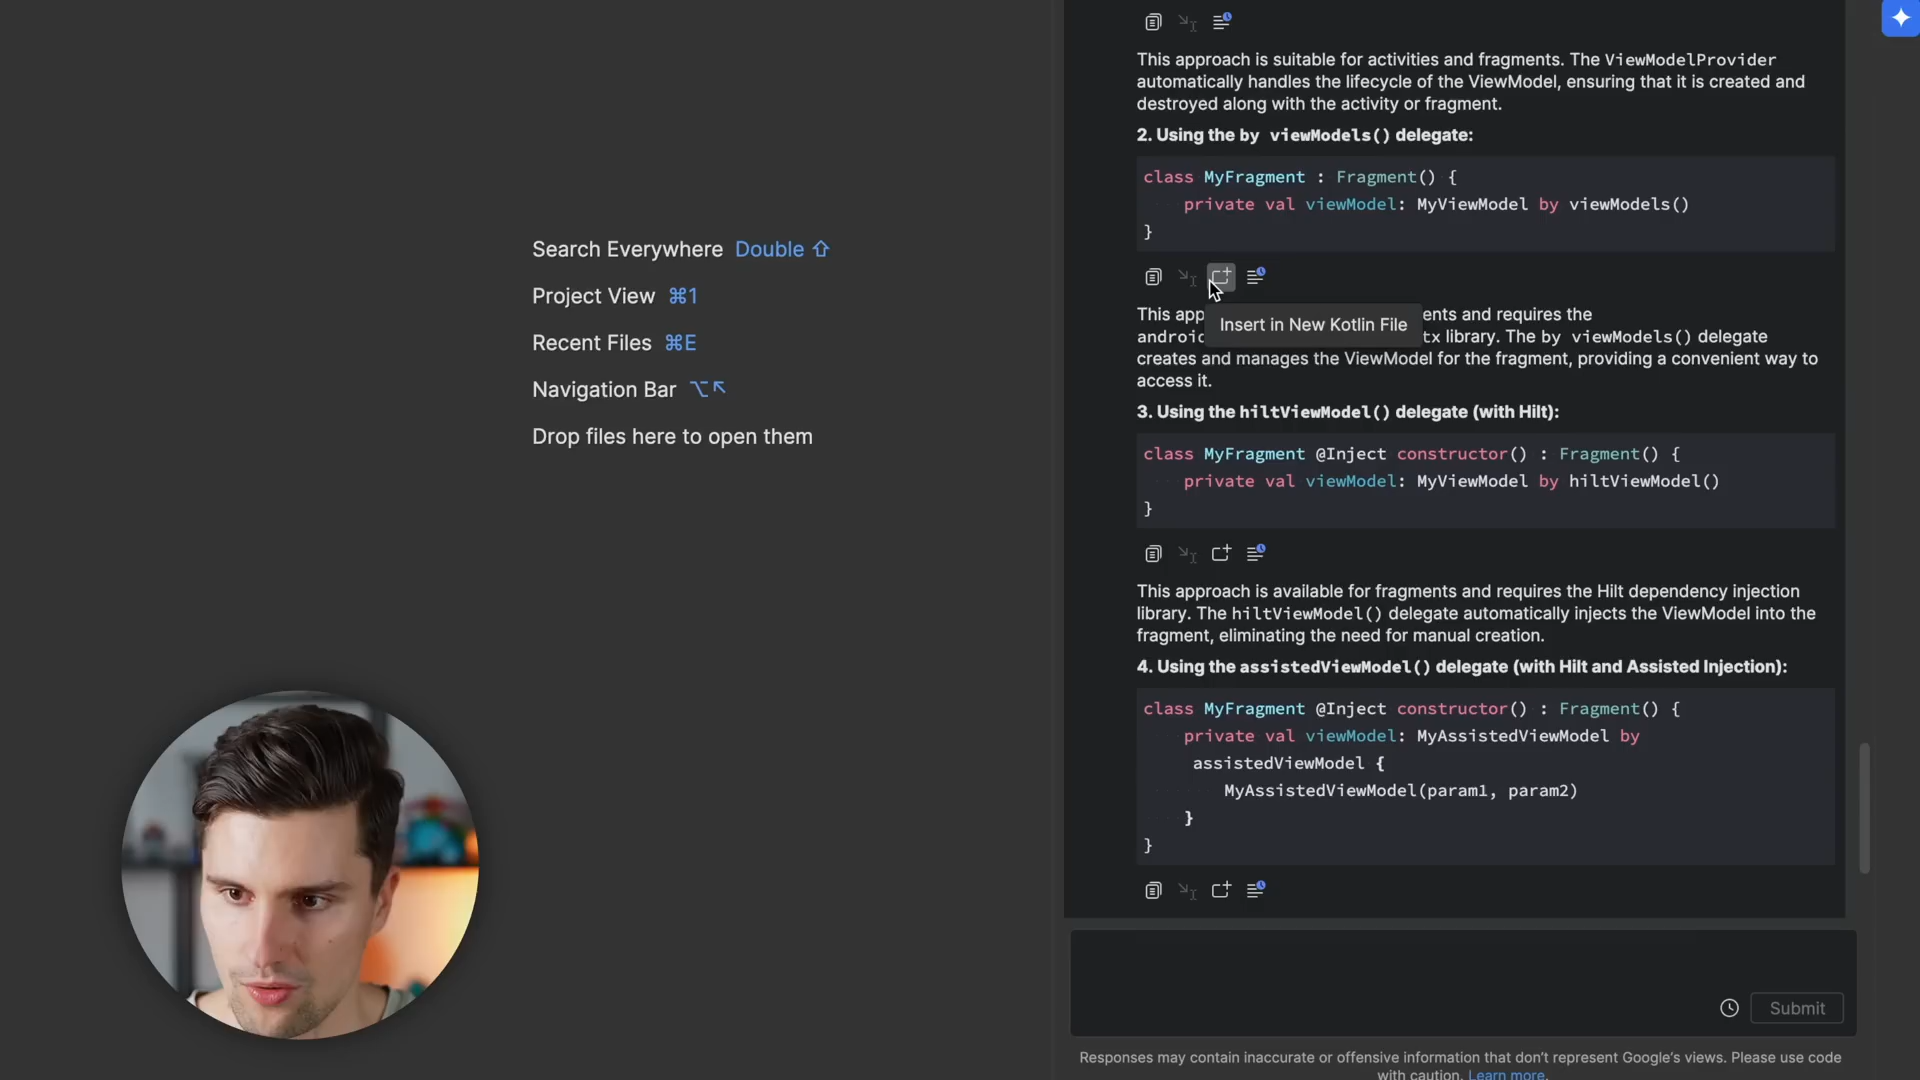 Search Everywhere Double ⇧
Project View ⌘1
Recent Files ⌘E
Navigation Bar ⌥↖
Drop files here to open them
This approach is suitable for activities and fragments. The ViewModelProvider
automatically handles the lifecycle of the ViewModel, ensuring that it is created and
destroyed along with the activity or fragment.
2. Using the by viewModels() delegate:
class MyFragment : Fragment() {
private val viewModel: MyViewModel by viewModels()
}
Insert in New Kotlin File
This ents and requires the
library. The by viewModels() delegate
creates and manages the ViewModel for the fragment, providing a convenient way to
access it.
3. Using the hiltViewModel() delegate (with Hilt):
class MyFragment @Inject constructor() : Fragment() {
private val viewModel: MyViewModel by hiltViewModel()
}
This approach is available for fragments and requires the Hilt dependency injection
library. The hiltViewModel() delegate automatically injects the ViewModel into the
fragment, eliminating the need for manual creation.
4. Using the assistedViewModel() delegate (with Hilt and Assisted Injection):
class MyFragment @Inject constructor() : Fragment() {
private val viewModel: MyAssistedViewModel by
assistedViewModel {
MyAssistedViewModel(param1, param2)
}
}
Submit
Responses may contain inaccurate or offensive information that don't represent Google's views. Please use code
with caution. Learn more.